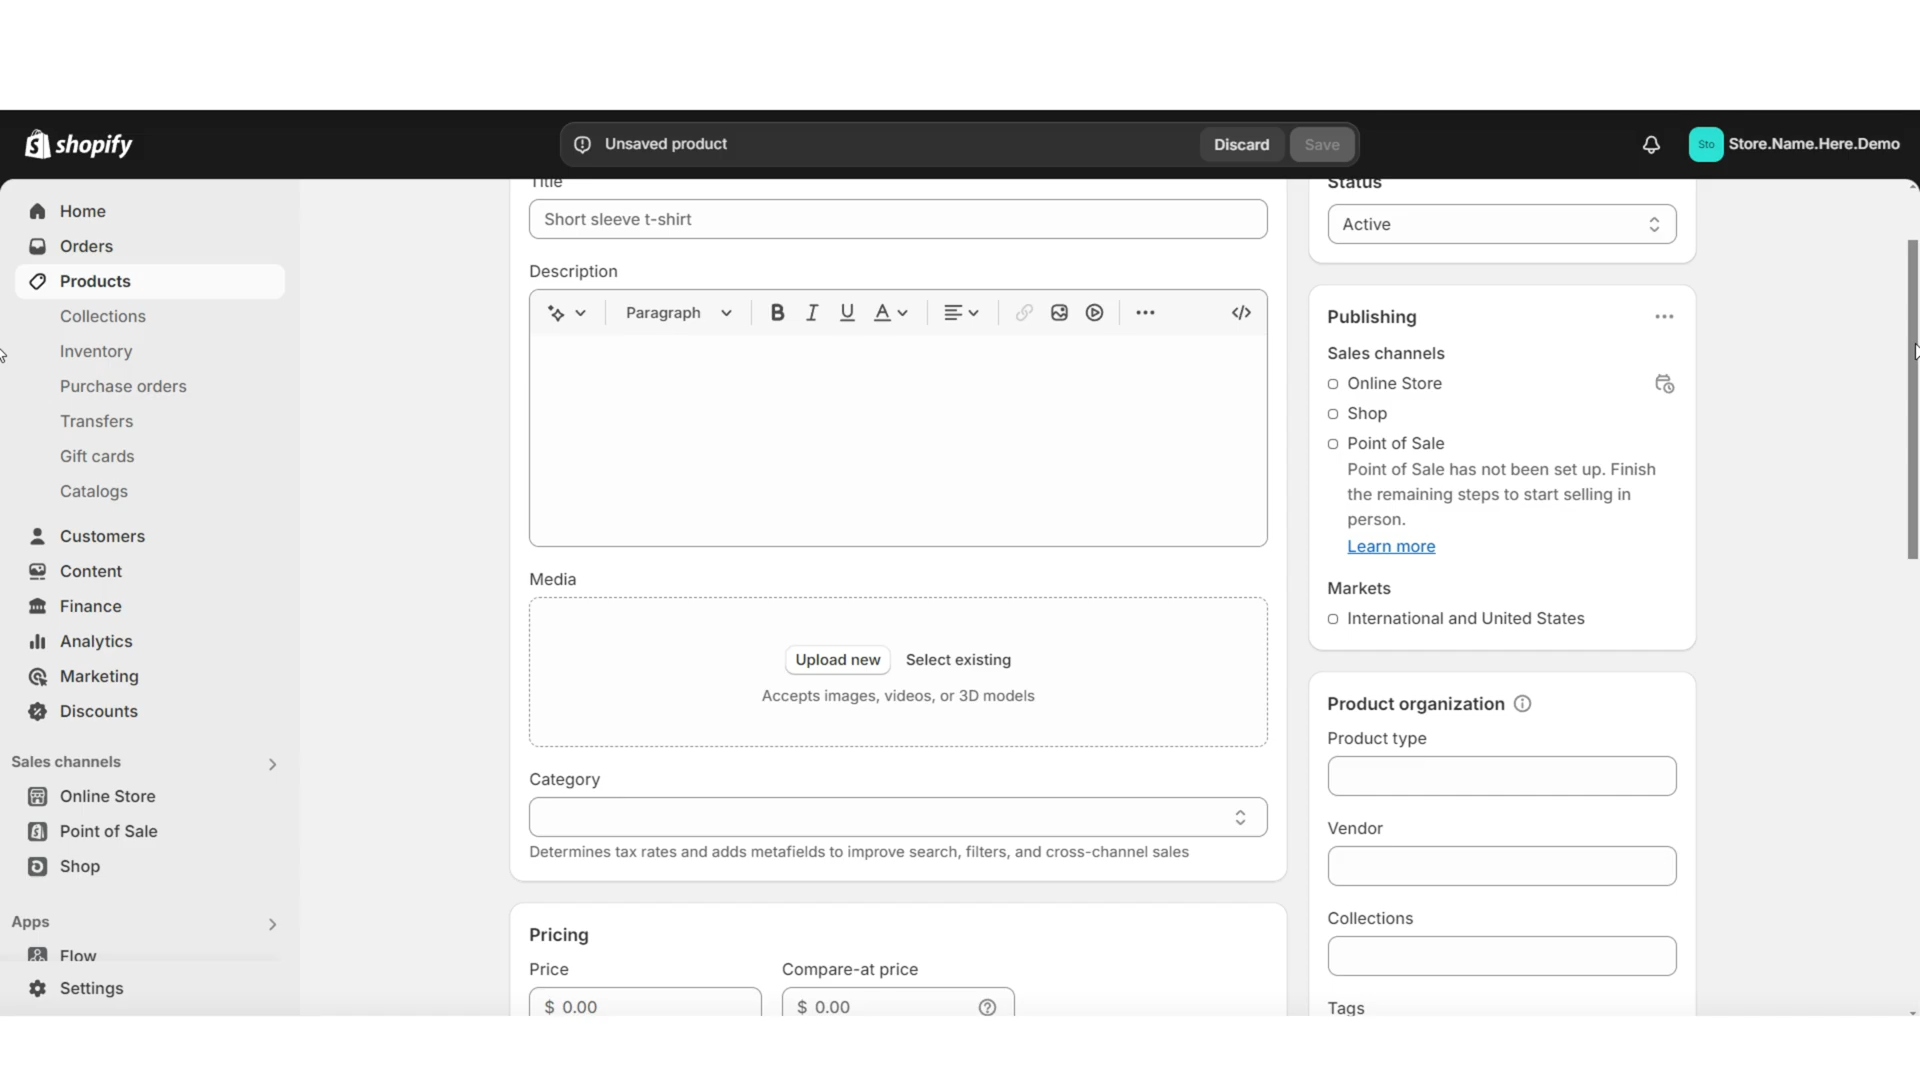 shopify
Unsaved product
Discard
Save
Sto
Store.Name.Here.Demo
Home
Orders
Products
Collections
Inventory
Purchase orders
Transfers
Gift cards
Catalogs
Customers
Content
Finance
Analytics
Marketing
Discounts
Sales channels
Online Store
Point of Sale
Shop
Apps
Flow
Settings
Title
Short sleeve t-shirt
Description
Paragraph
B I U A
Media
Upload new
Select existing
Accepts images, videos, or 3D models
Category
Determines tax rates and adds metafields to improve search, filters, and cross-channel sales
Pricing
Price
Compare-at price
$ 0.00
$ 0.00
Status
Active
Publishing
Sales channels
Online Store
Shop
Point of Sale
Point of Sale has not been set up. Finish
the remaining steps to start selling in
person.
Learn more
Markets
International and United States
Product organization
Product type
Vendor
Collections
Tags